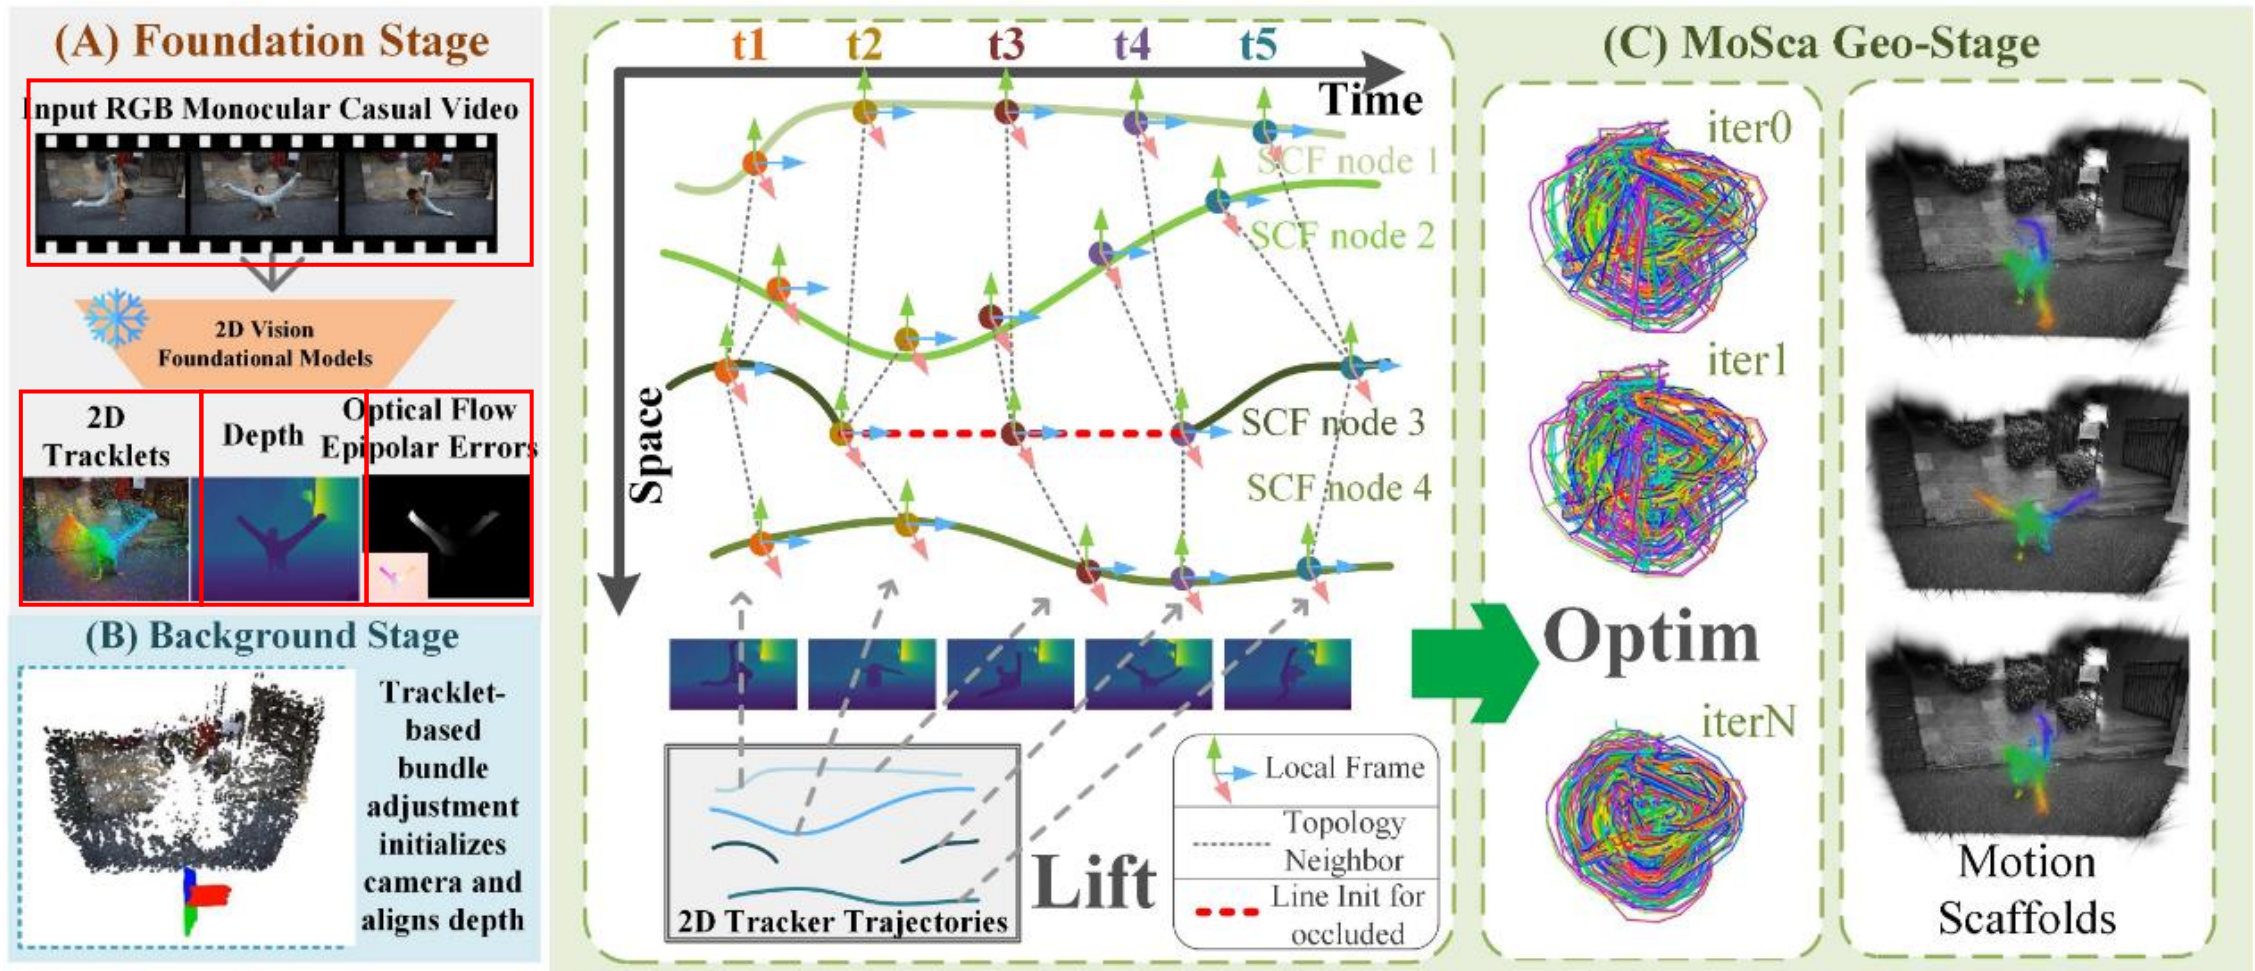 (A) Foundation Stage
Input RGB Monocular Casual Video
2D Vision
Foundational Models
2D
Tracklets
Depth
Optical Flow
Epipolar Errors
(B) Background Stage
Tracklet-
based
bundle
adjustment
initializes
camera and
aligns depth
t1 t2 t3 t4 t5
Time
Space
SCF node 1
SCF node 2
SCF node 3
SCF node 4
2D Tracker Trajectories
Lift
Local Frame
Topology
Neighbor
Line Init for
occluded
(C) MoSca Geo-Stage
iter0
iter1
Optim
iterN
Motion
Scaffolds